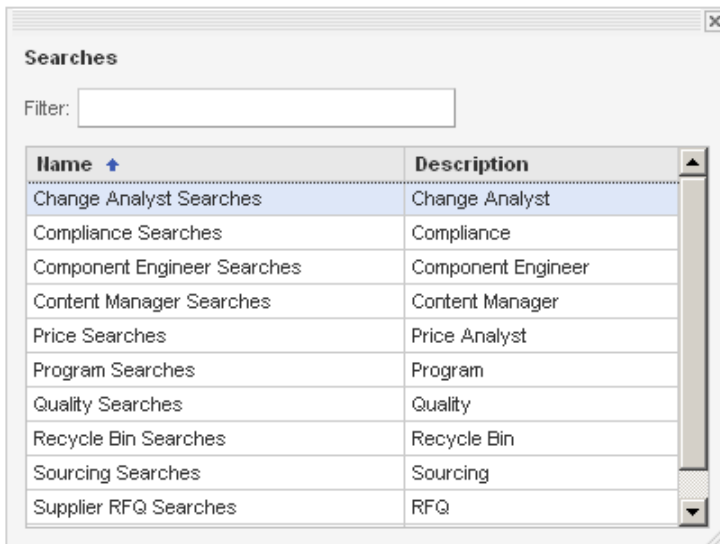 Searches
Filter:
Name Description
Change Analyst Searches Change Analyst
Compliance Searches Compliance
Component Engineer Searches Component Engineer
Content Manager Searches Content Manager
Price Searches Price Analyst
Program Searches Program
Quality Searches Quality
Recycle Bin Searches Recycle Bin
Sourcing Searches Sourcing
Supplier RFQ Searches RFQ